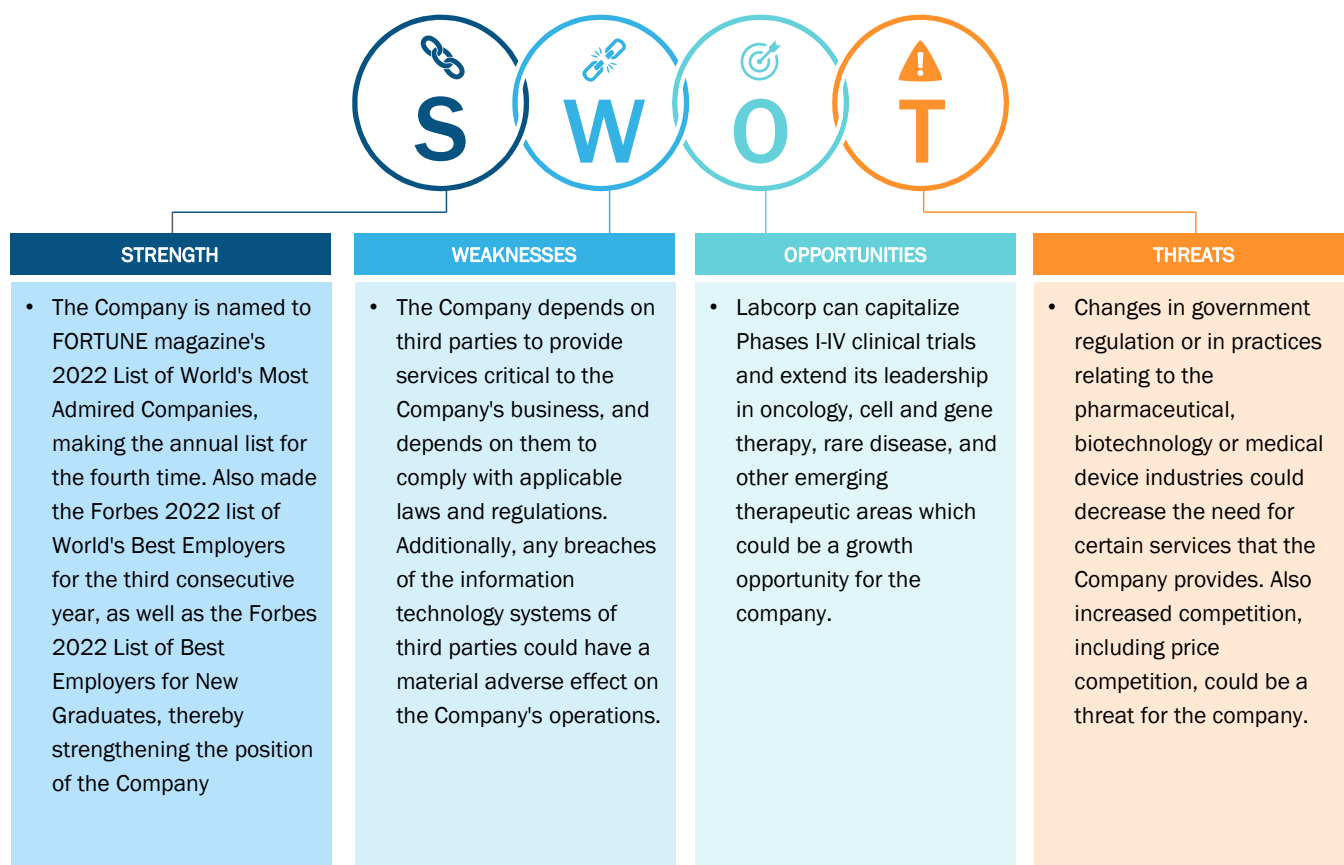 S W O T
STRENGTH
• The Company is named to
FORTUNE magazine's
2022 List of World's Most
Admired Companies,
making the annual list for
the fourth time. Also made
the Forbes 2022 list of
World's Best Employers
for the third consecutive
year, as well as the Forbes
2022 List of Best
Employers for New
Graduates, thereby
strengthening the position
of the Company
WEAKNESSES
• The Company depends on
third parties to provide
services critical to the
Company's business, and
depends on them to
comply with applicable
laws and regulations.
Additionally, any breaches
of the information
technology systems of
third parties could have a
material adverse effect on
the Company's operations.
OPPORTUNITIES
• Labcorp can capitalize
Phases I-IV clinical trials
and extend its leadership
in oncology, cell and gene
therapy, rare disease, and
other emerging
therapeutic areas which
could be a growth
opportunity for the
company.
THREATS
• Changes in government
regulation or in practices
relating to the
pharmaceutical,
biotechnology or medical
device industries could
decrease the need for
certain services that the
Company provides. Also
increased competition,
including price
competition, could be a
threat for the company.